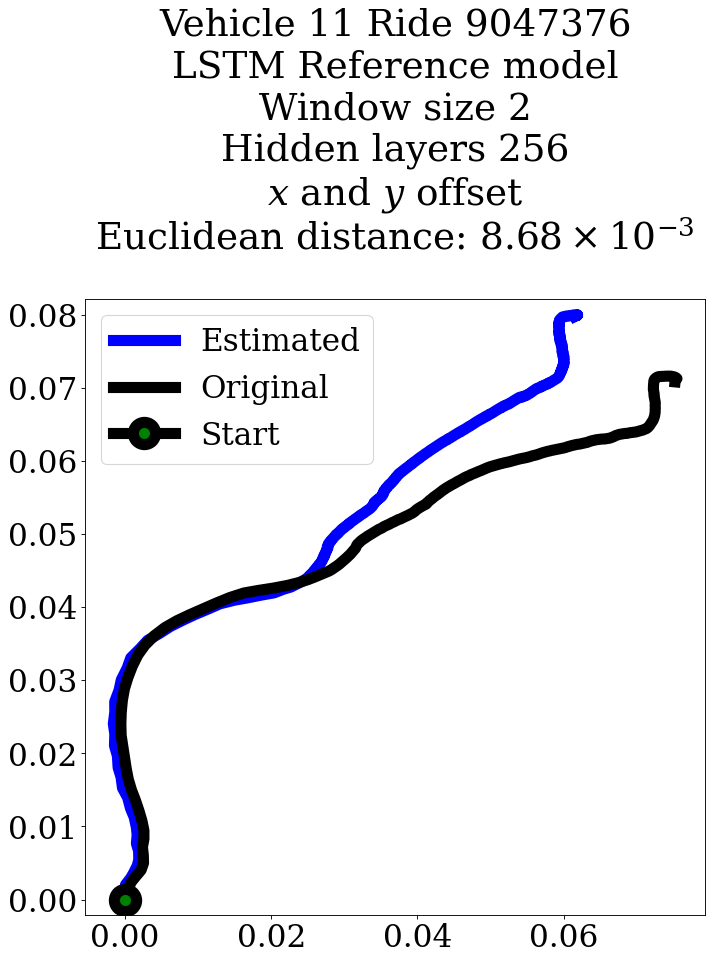 Vehicle 11 Ride 9047376
LSTM Reference model
Window size 2
Hidden layers 256
x and y offset
Euclidean distance: 8.68 × 10⁻³
Estimated
Original
Start
0.08
0.07
0.06
0.05
0.04
0.03
0.02
0.01
0.00
0.00 0.02 0.04 0.06